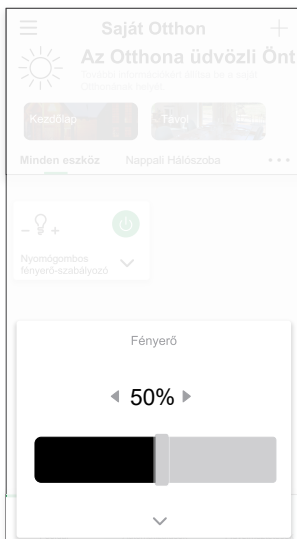 Saját Otthon
Az Otthona üdvözli Önt
Kezdőlap
Távol
Minden eszköz Nappali Hálószoba
Nyomógombos
fényerő-szabályozó
Fényerő
50%